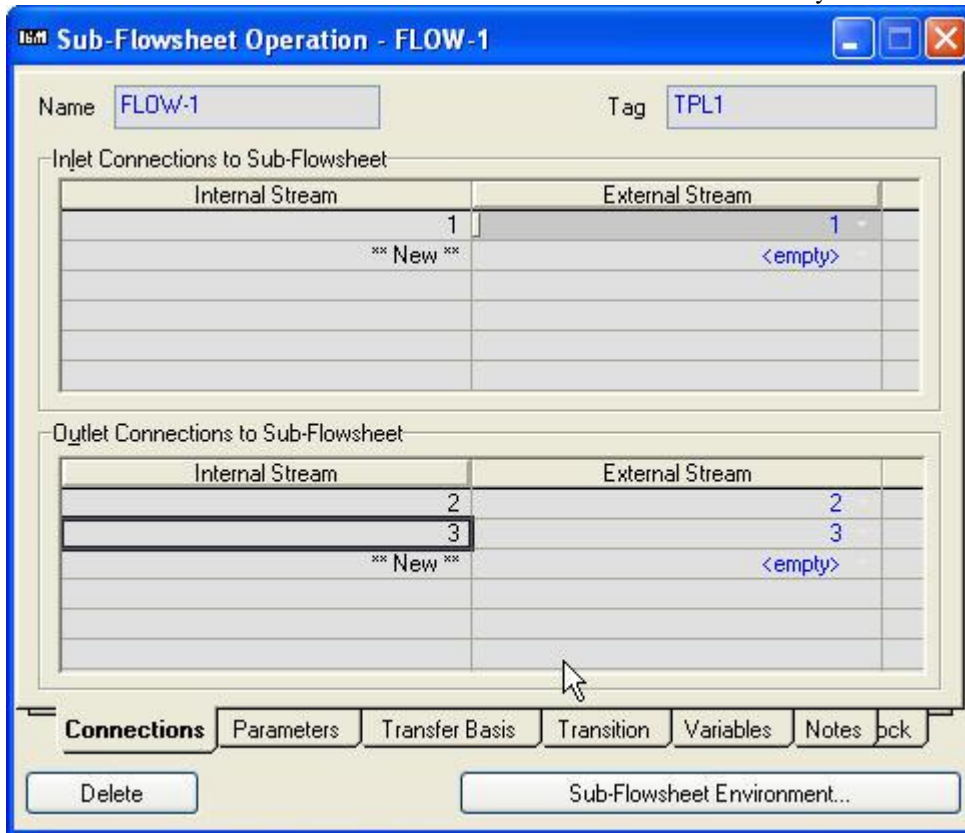 Sub-Flowsheet Operation - FLOW-1
Name FLOW-1 Tag TPL1
Inlet Connections to Sub-Flowsheet
Internal Stream External Stream
1 1
** New ** <empty>
Outlet Connections to Sub-Flowsheet
Internal Stream External Stream
2 2
3 3
** New ** <empty>
Connections Parameters Transfer Basis Transition Variables Notes ock
Delete Sub-Flowsheet Environment...